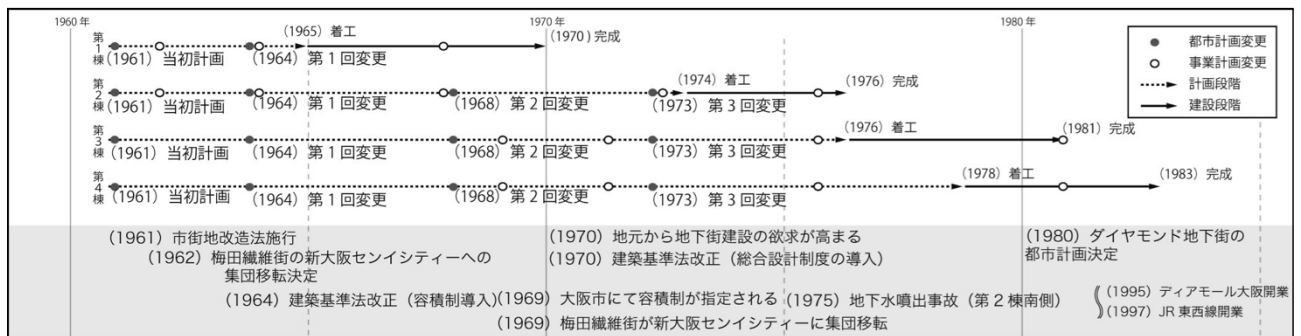 1960年
1970年
1980年
都市計画変更
事業計画変更
計画段階
建設段階
第1棟
(1965) 着工
(1970) 完成
(1961) 当初計画
(1964) 第1回変更
第2棟
(1974) 着工
(1976) 完成
(1961) 当初計画
(1964) 第1回変更
(1968) 第2回変更
(1973) 第3回変更
第3棟
(1976) 着工
(1981) 完成
(1961) 当初計画
(1964) 第1回変更
(1968) 第2回変更
(1973) 第3回変更
第4棟
(1978) 着工
(1983) 完成
(1961) 当初計画
(1964) 第1回変更
(1968) 第2回変更
(1973) 第3回変更
(1961) 市街地改造法施行
(1962) 梅田繊維街の新大阪センイシティーへの
集団移転決定
(1964) 建築基準法改正（容積制導入）
(1970) 地元から地下街建設の欲求が高まる
(1970) 建築基準法改正（総合設計制度の導入）
(1969) 大阪市にて容積制が指定される
(1969) 梅田繊維街が新大阪センイシティーに集団移転
(1975) 地下水噴出事故（第2棟南側）
(1980) ダイヤモンド地下街の
都市計画決定
(1995) ディアモール大阪開業
(1997) JR東西線開業